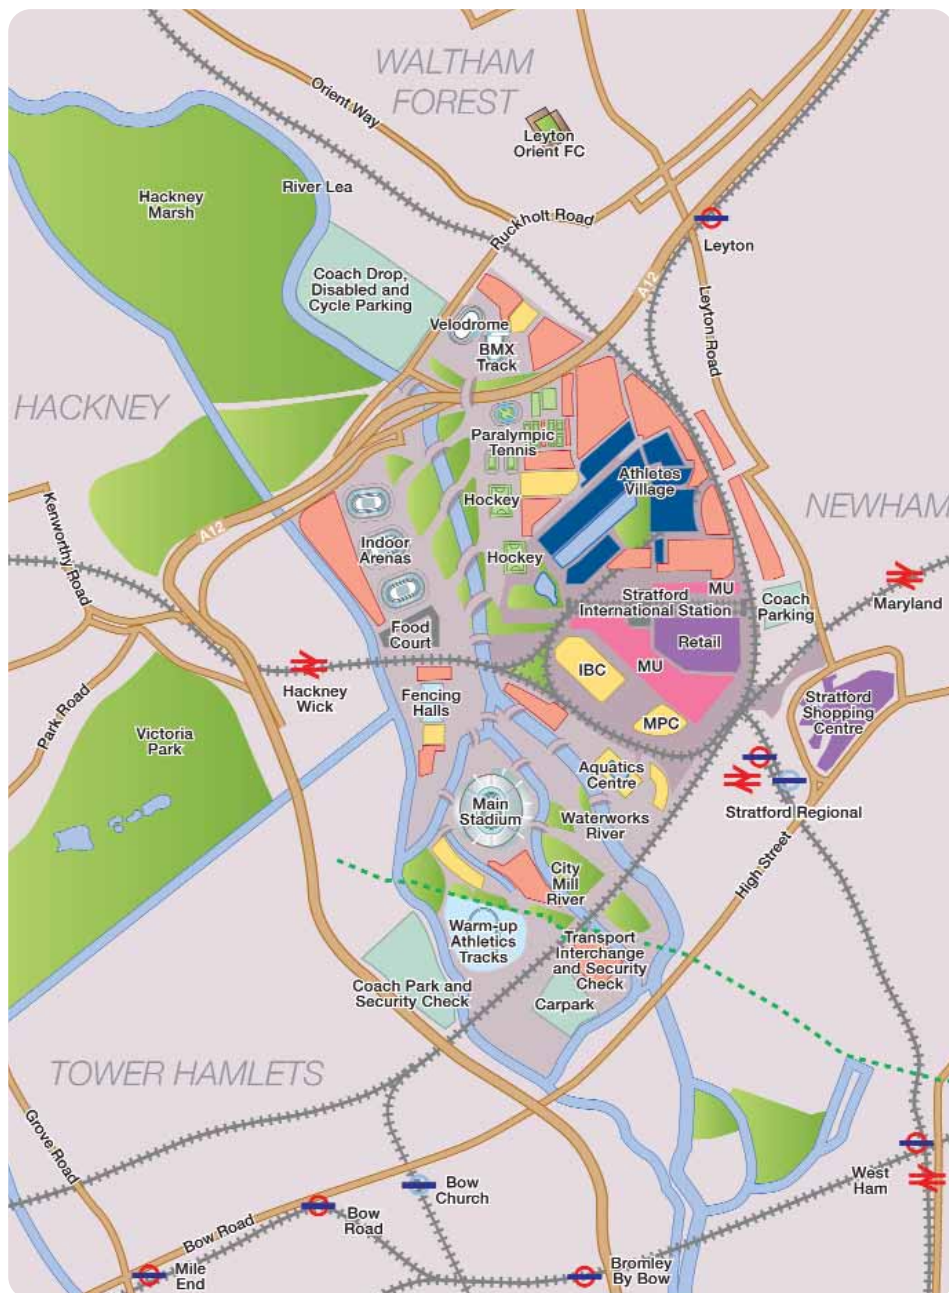 WALTHAM
FOREST
Orient Way
Leyton
Orient FC
River Lea
Hackney
Marsh
Ruckholt Road
Leyton
Coach Drop,
Disabled and
Cycle Parking
A12
Leyton Road
Velodrome
BMX
Track
HACKNEY
Paralympic
Tennis
Athletes
Village
Hockey
NEWHAM
Kenworthy Road
A12
Indoor
Arenas
Hockey
MU
Stratford
International Station
Coach
Parking
Maryland
Food
Court
Retail
MU
IBC
Hackney
Wick
Fencing
Halls
Park Road
Stratford
Shopping
Centre
MPC
Victoria
Park
Aquatics
Centre
Main
Stadium
Waterworks
River
Stratford Regional
High Street
City
Mill
River
Warm-up
Athletics
Tracks
Transport
Interchange
and Security
Check
Coach Park and
Security Check
Carpark
TOWER HAMLETS
Grove Road
West
Ham
Bow
Church
Bow
Road
Bow Road
Mile
End
Bromley
By Bow